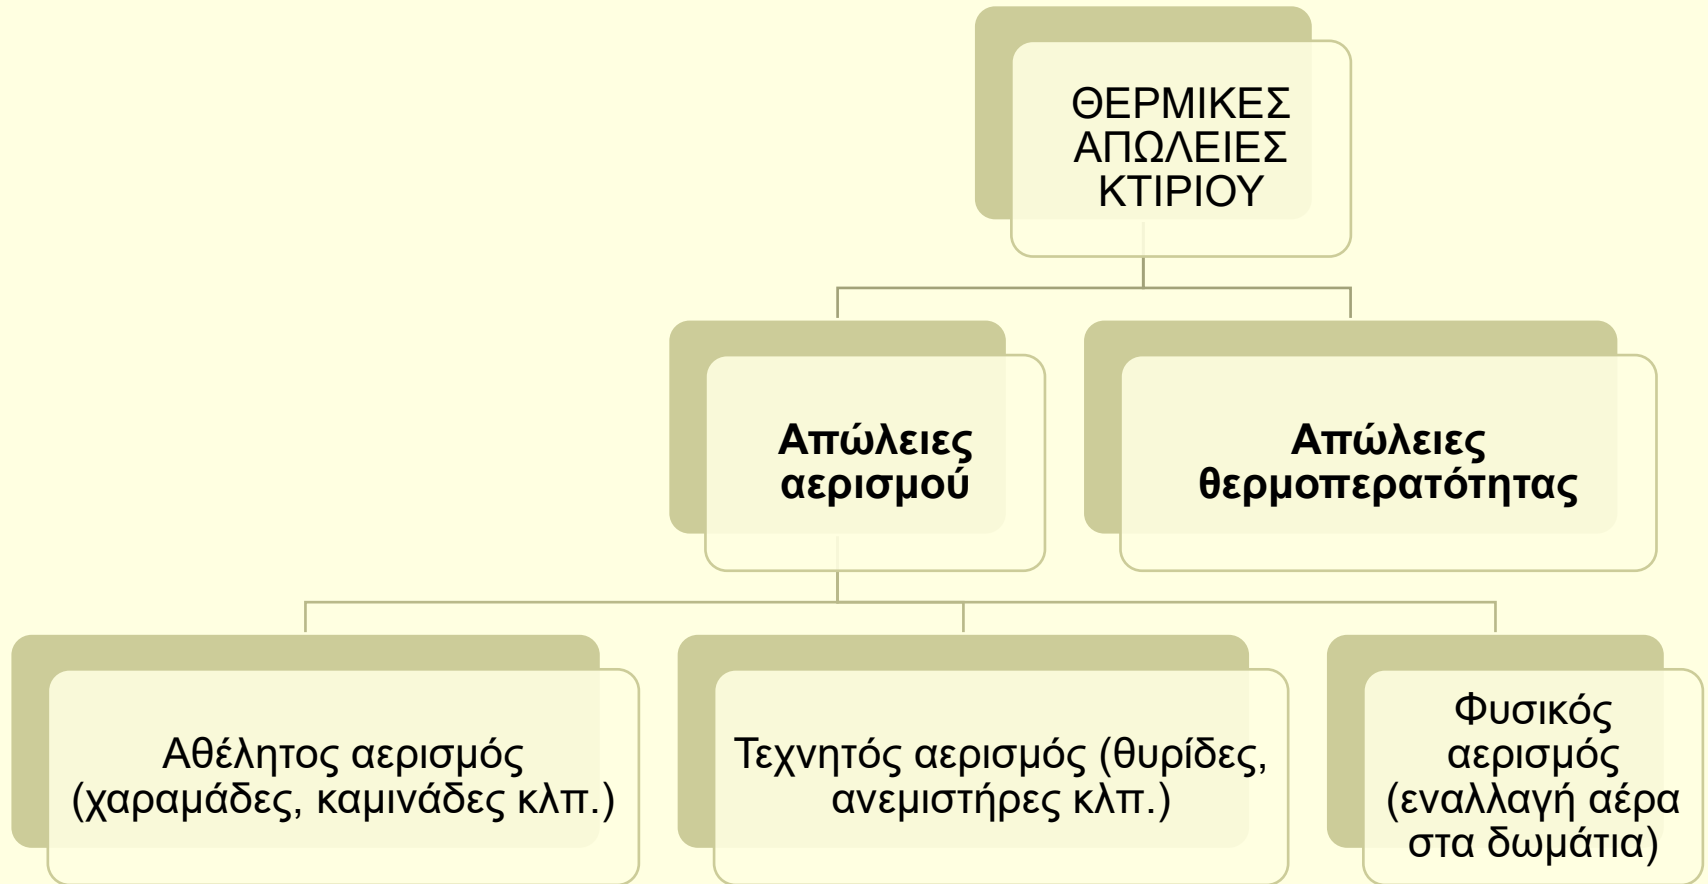 ΘΕΡΜΙΚΕΣ
ΑΠΩΛΕΙΕΣ
ΚΤΙΡΙΟΥ
Απώλειες
αερισμού
Απώλειες
θερμοπερατότητας
Αθέλητος αερισμός
(χαραμάδες, καμινάδες κλπ.)
Τεχνητός αερισμός (θυρίδες,
ανεμιστήρες κλπ.)
Φυσικός
αερισμός
(εναλλαγή αέρα
στα δωμάτια)